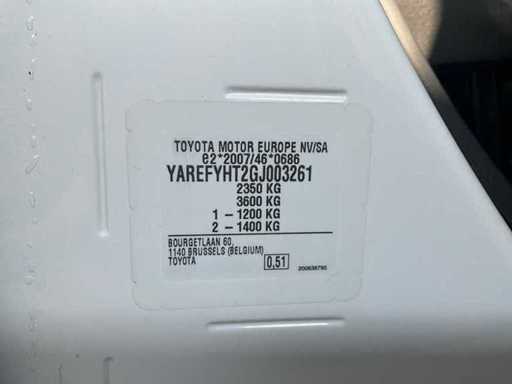 TOYOTA MOTOR EUROPE NV/SA
e2*2007/46*0686
YAREFYHT2GJ003261
2350 KG
3600 KG
1 – 1200 KG
2 – 1400 KG
BOURGETLAAN 60,
1140 BRUSSELS (BELGIUM)
TOYOTA
0,51